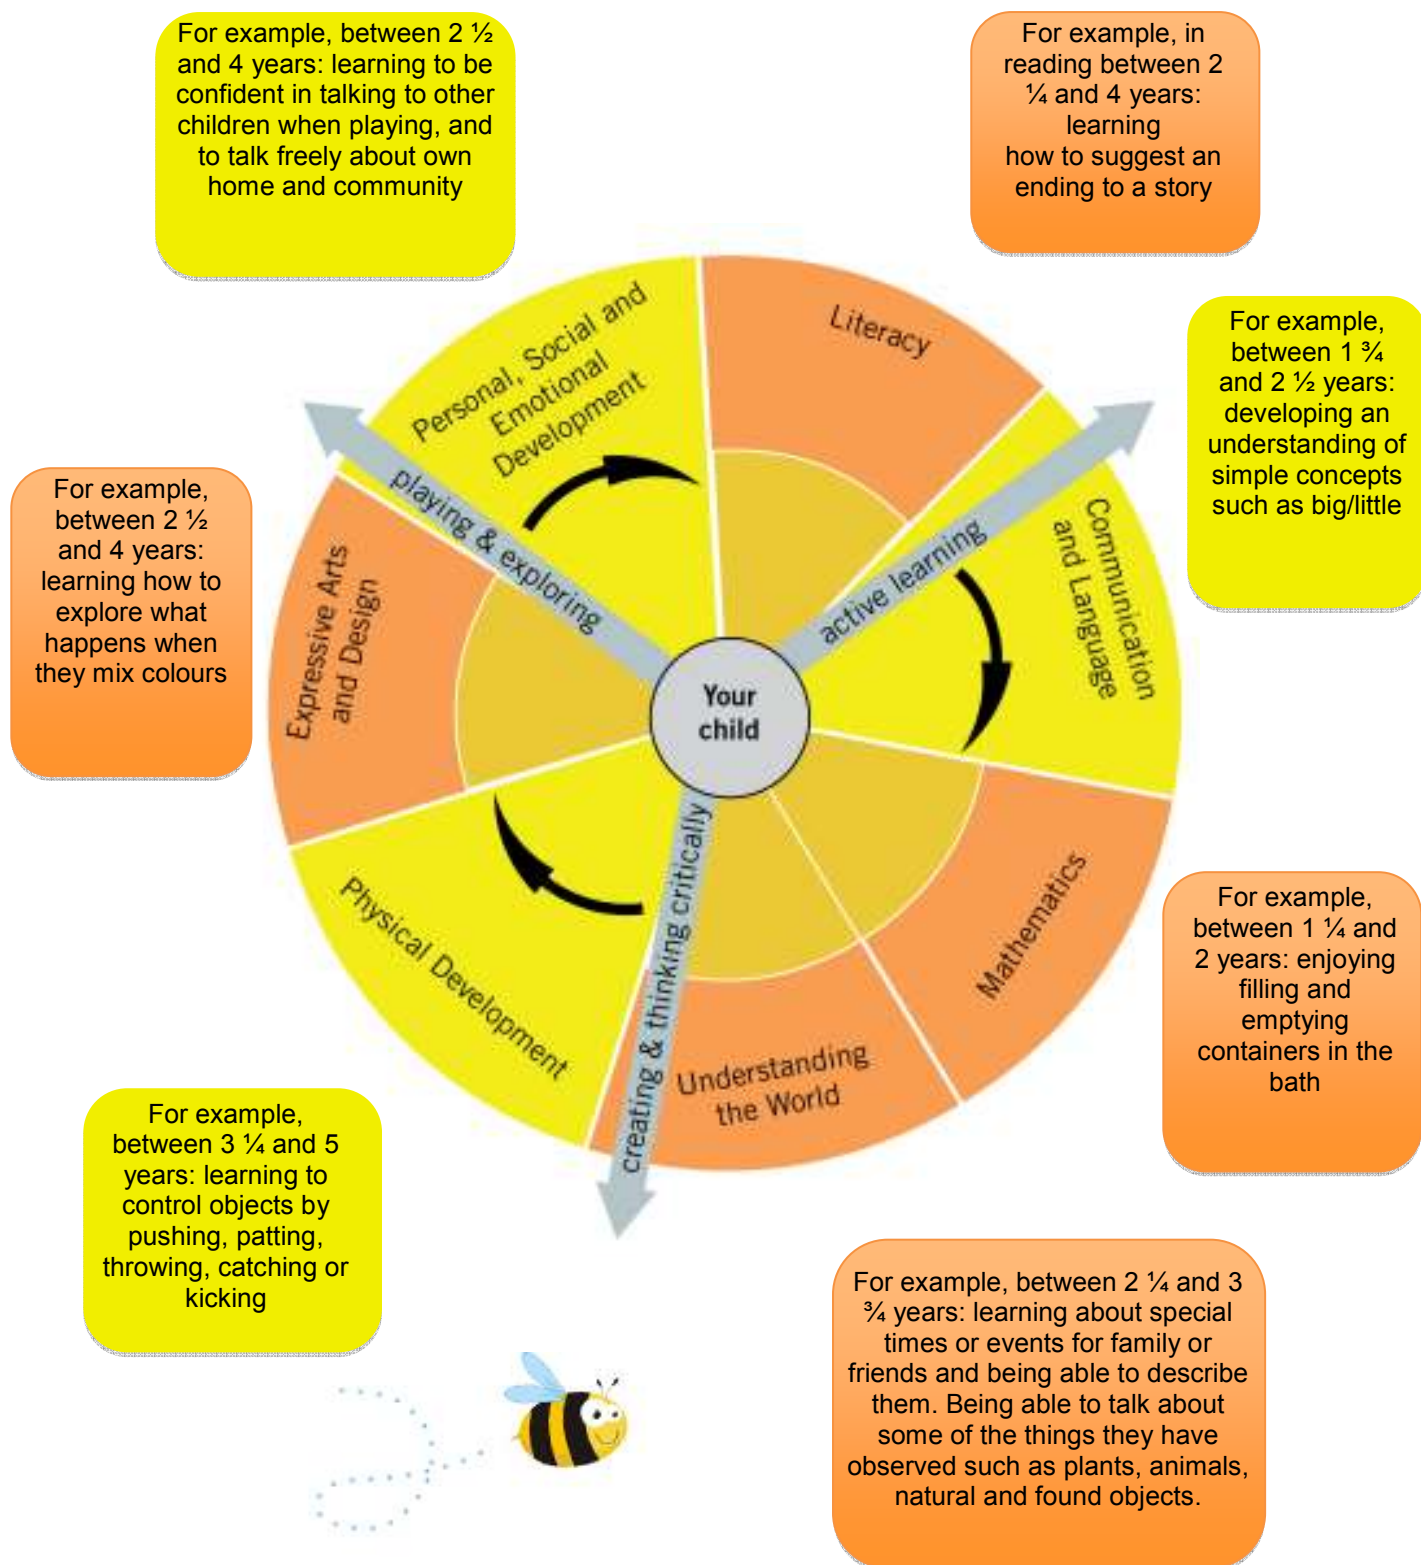 For example, between 2 ½
and 4 years: learning to be
confident in talking to other
children when playing, and
to talk freely about own
home and community
For example, in
reading between 2
¼ and 4 years:
learning
how to suggest an
ending to a story
For example,
between 1 ¾
and 2 ½ years:
developing an
understanding of
simple concepts
such as big/little
For example,
between 2 ½
and 4 years:
learning how to
explore what
happens when
they mix colours
Personal, Social and
Emotional
Development
Literacy
Communication
and Language
Expressive Arts
and Design
playing & exploring
active learning
Your
child
creating & thinking critically
Mathematics
Physical Development
Understanding
the World
For example,
between 1 ¼ and
2 years: enjoying
filling and
emptying
containers in the
bath
For example,
between 3 ¼ and 5
years: learning to
control objects by
pushing, patting,
throwing, catching or
kicking
For example, between 2 ¼ and 3
¾ years: learning about special
times or events for family or
friends and being able to describe
them. Being able to talk about
some of the things they have
observed such as plants, animals,
natural and found objects.